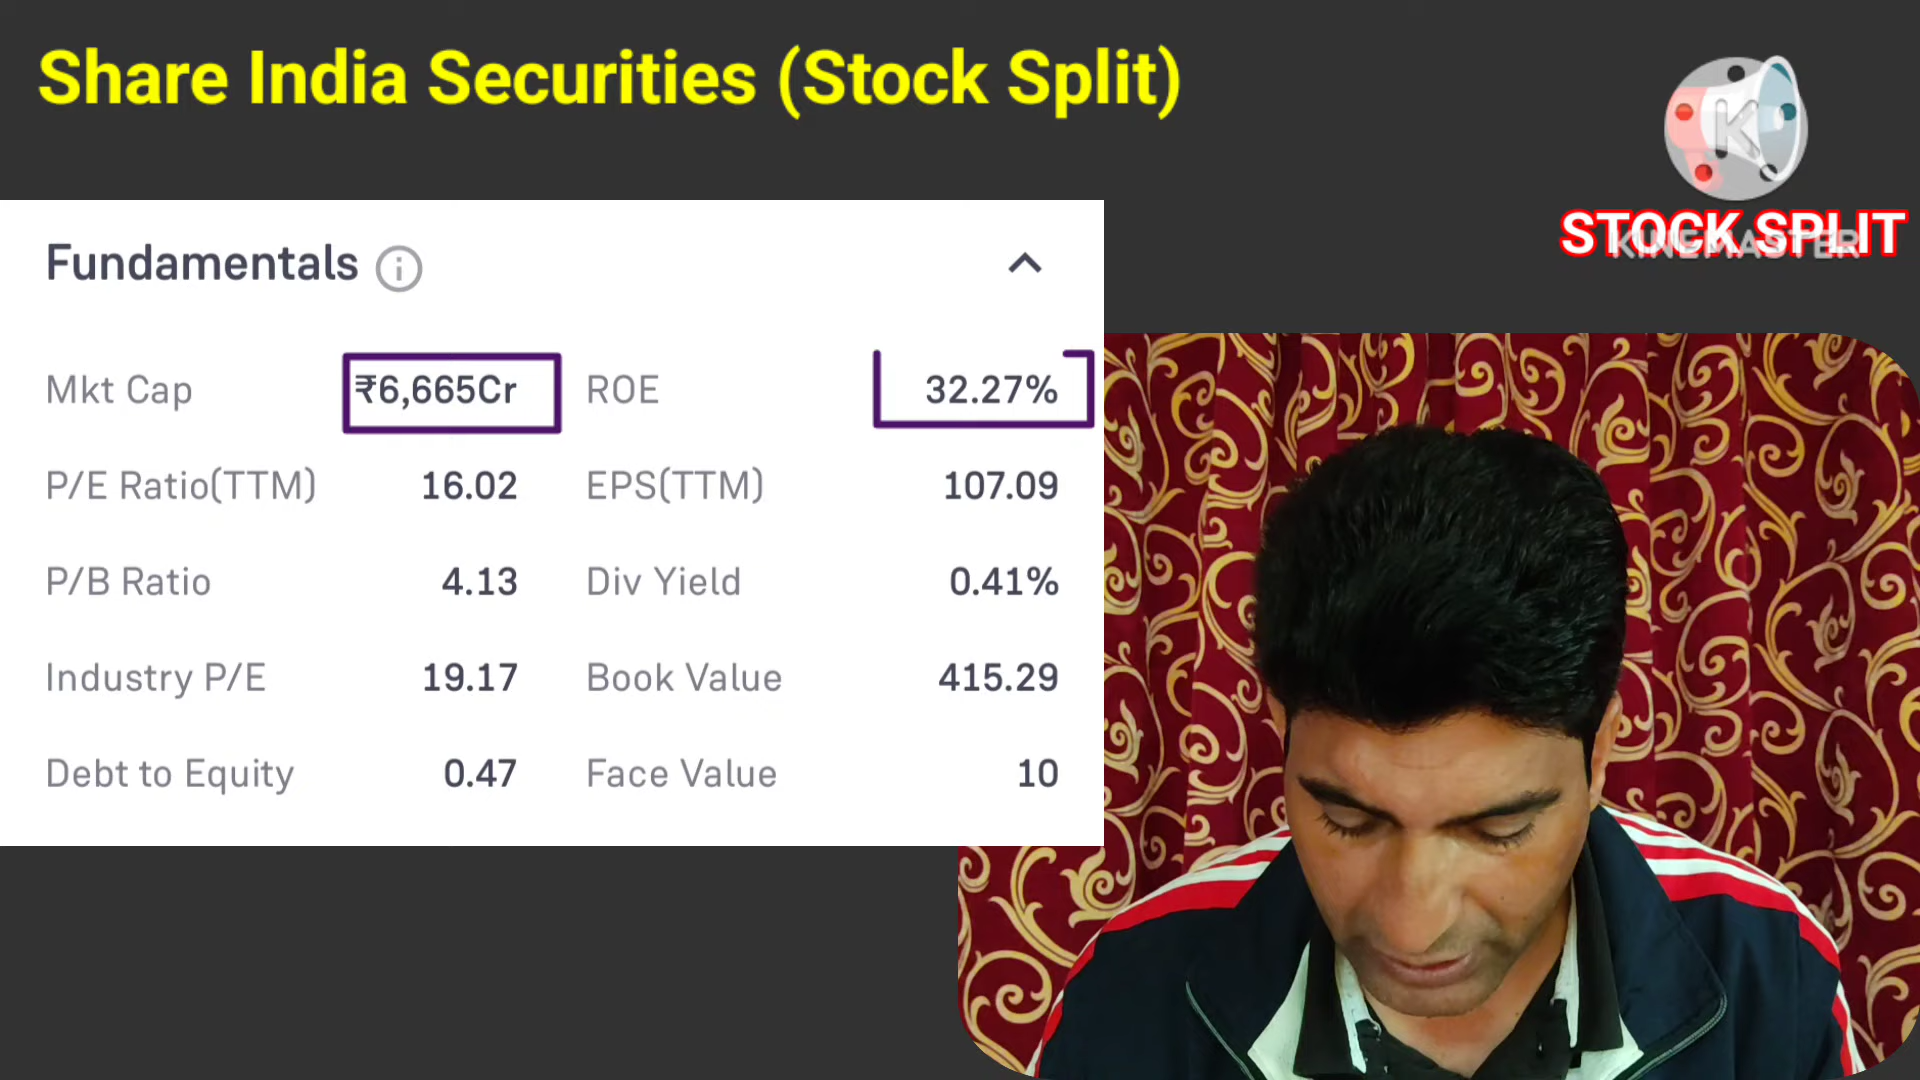 Share India Securities (Stock Split)
K
STOCK SPLIT
KINEMASTER
Fundamentals
Mkt Cap ₹6,665Cr ROE 32.27%
P/E Ratio(TTM) 16.02 EPS(TTM) 107.09
P/B Ratio 4.13 Div Yield 0.41%
Industry P/E 19.17 Book Value 415.29
Debt to Equity 0.47 Face Value 10